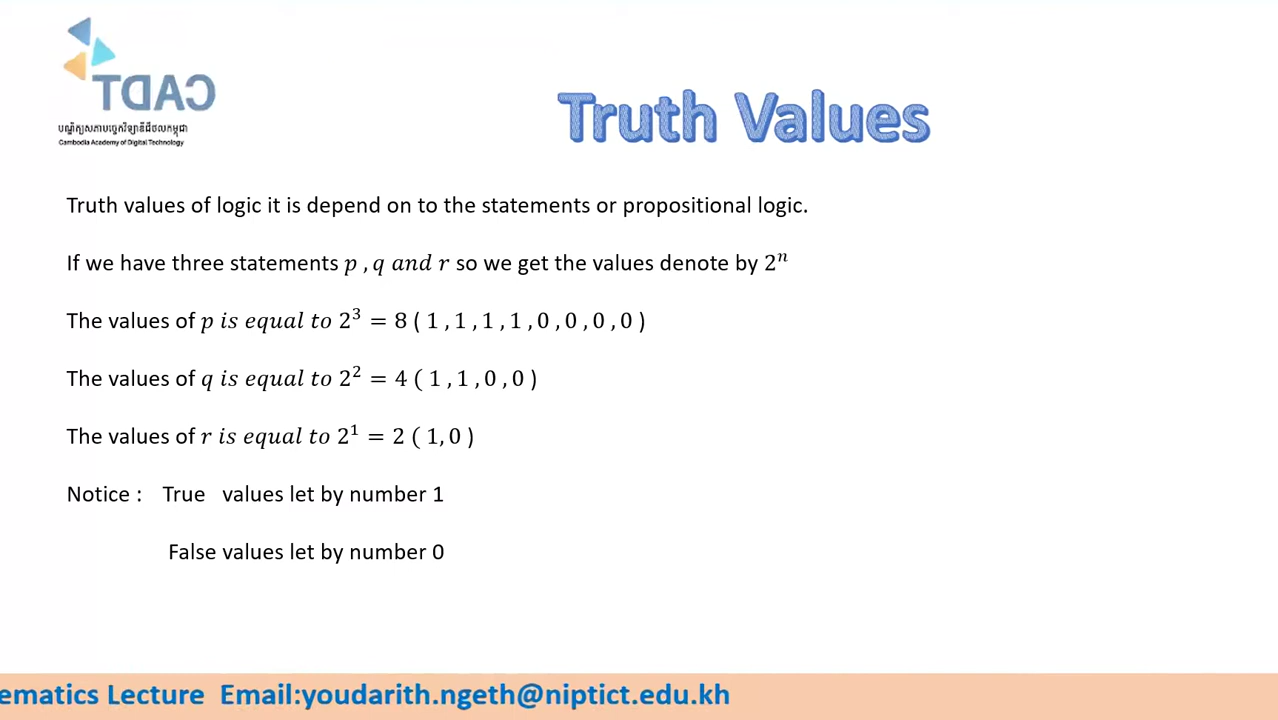 CADT
បណ្ឌិត្យសភាបច្ចេកវិទ្យាឌីជីថលកម្ពុជា
Cambodia Academy of Digital Technology
Truth Values
Truth values of logic it is depend on to the statements or propositional logic.
If we have three statements p , q and r so we get the values denote by 2ⁿ
The values of p is equal to 2³ = 8 ( 1 , 1 , 1 , 1 , 0 , 0 , 0 , 0 )
The values of q is equal to 2² = 4 ( 1 , 1 , 0 , 0 )
The values of r is equal to 2¹ = 2 ( 1, 0 )
Notice : True values let by number 1
False values let by number 0
ematics Lecture Email:youdarith.ngeth@niptict.edu.kh